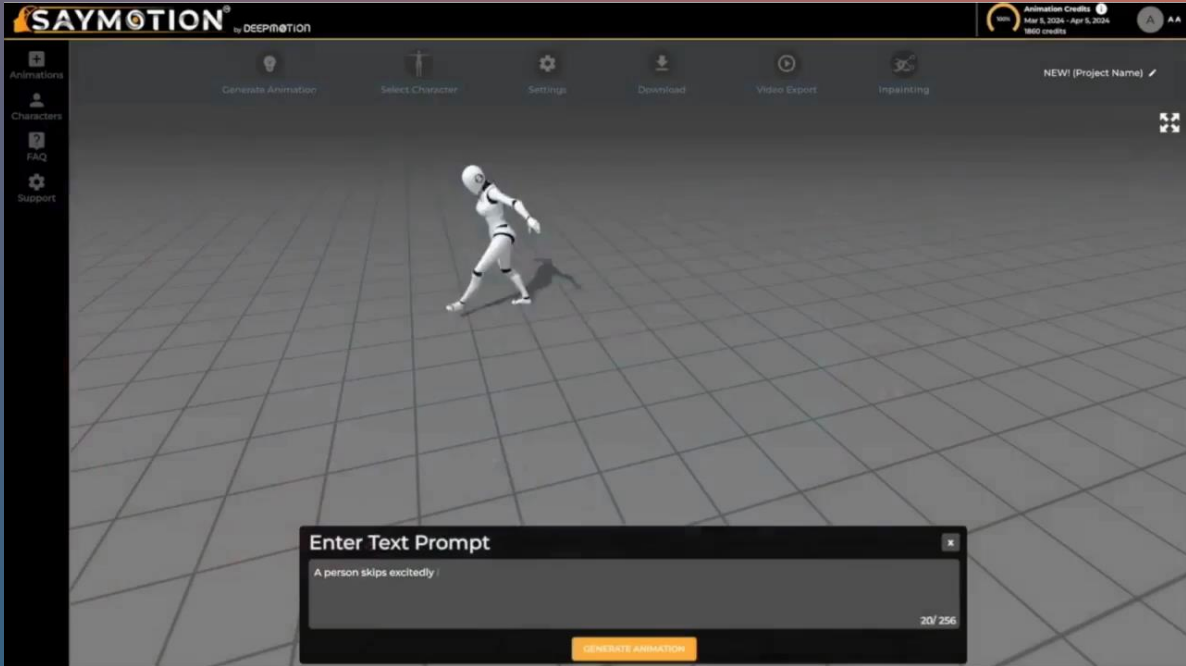 SAYMOTION® by DEEPMOTION
100%
Animation Credits i
Mar 5, 2024 - Apr 5, 2024
1860 credits
A AA
Animations
Characters
?
FAQ
Support
Generate Animation
Select Character
Settings
Download
Video Export
Inpainting
NEW! (Project Name)
Enter Text Prompt
x
A person skips excitedly
20/ 256
GENERATE ANIMATION